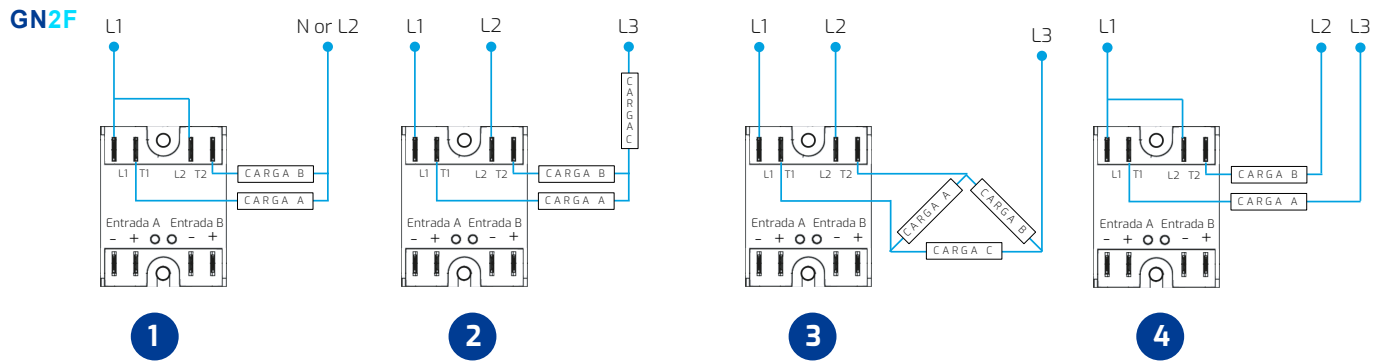 GN2F
L1 N or L2
L1 T1 L2 T2
CARGA B
CARGA A
Entrada A Entrada B
- + - +
1
L1 L2 L3
CARGA C
L1 T1 L2 T2
CARGA B
CARGA A
Entrada A Entrada B
- + - +
2
L1 L2 L3
L1 T1 L2 T2
CARGA A
CARGA B
CARGA C
Entrada A Entrada B
- + - +
3
L1 L2 L3
L1 T1 L2 T2
CARGA B
CARGA A
Entrada A Entrada B
- + - +
4